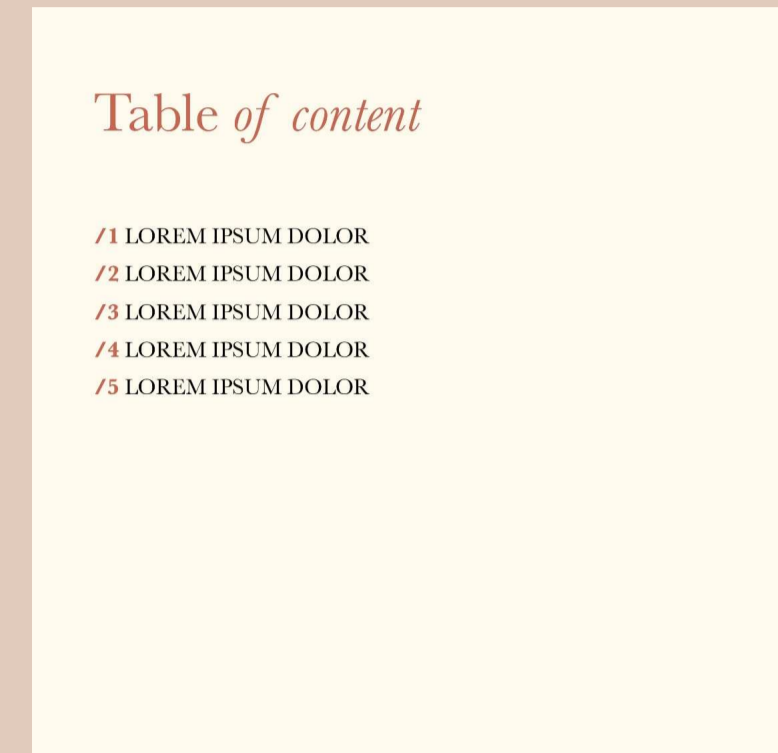 Table of content
/1 LOREM IPSUM DOLOR
/2 LOREM IPSUM DOLOR
/3 LOREM IPSUM DOLOR
/4 LOREM IPSUM DOLOR
/5 LOREM IPSUM DOLOR